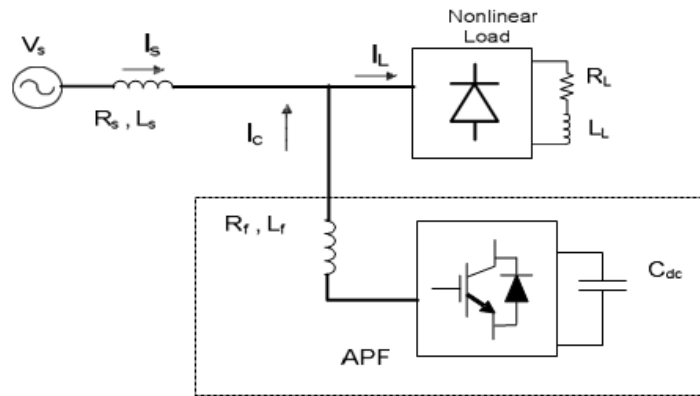 Nonlinear
Load
Vs
Is
IL
RL
LL
Rs , Ls
Ic
Rf , Lf
Cdc
APF